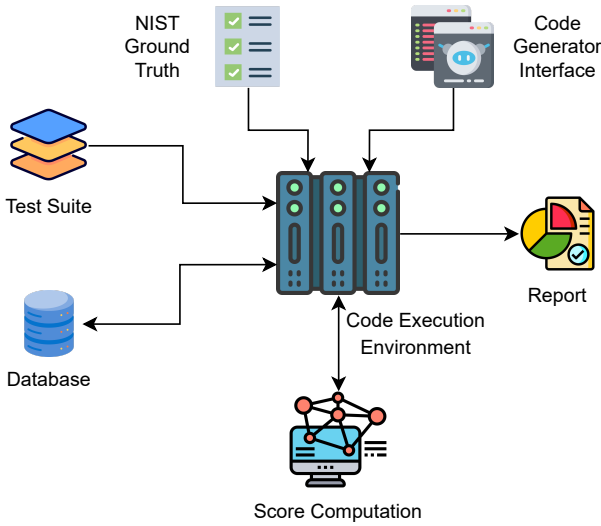 NIST
Ground
Truth
Code
Generator
Interface
Test Suite
Report
Code Execution
Environment
Database
Score Computation